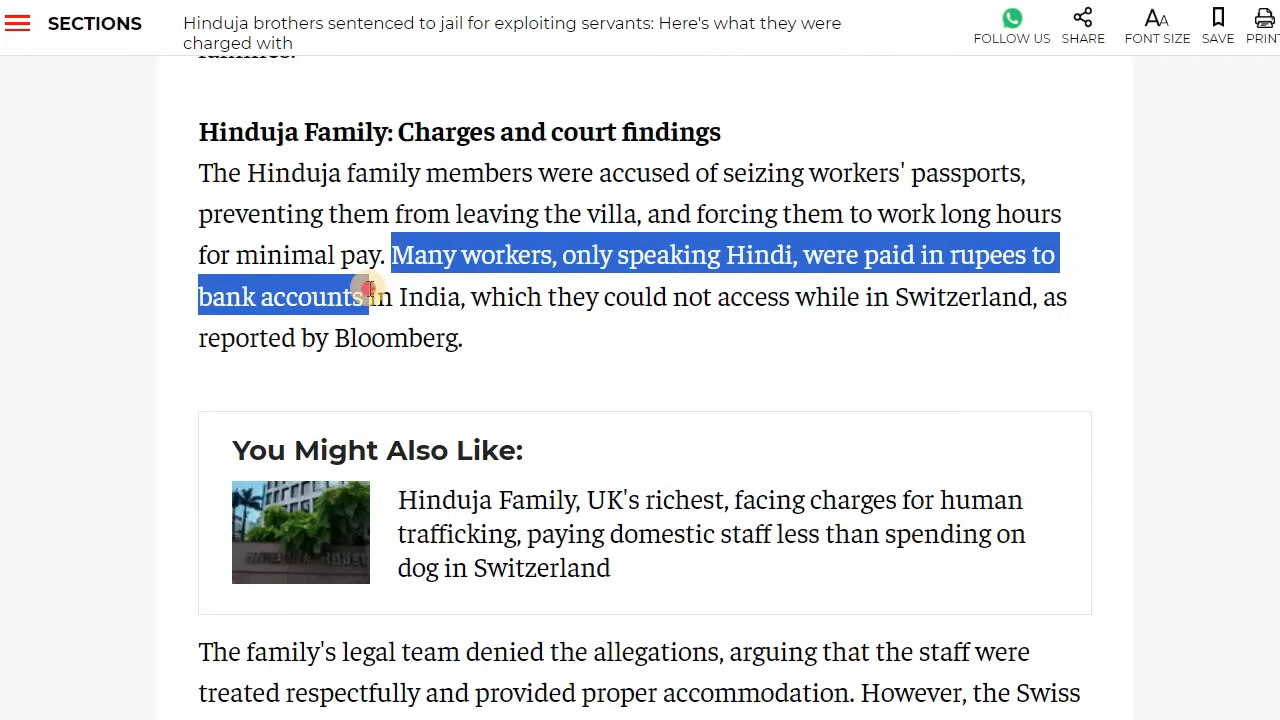 SECTIONS
Hinduja brothers sentenced to jail for exploiting servants: Here's what they were
charged with
FOLLOW US
SHARE
FONT SIZE
SAVE
PRINT
families.
Hinduja Family: Charges and court findings
The Hinduja family members were accused of seizing workers' passports,
preventing them from leaving the villa, and forcing them to work long hours
for minimal pay. Many workers, only speaking Hindi, were paid in rupees to
bank accounts in India, which they could not access while in Switzerland, as
reported by Bloomberg.
You Might Also Like:
Hinduja Family, UK's richest, facing charges for human
trafficking, paying domestic staff less than spending on
dog in Switzerland
The family's legal team denied the allegations, arguing that the staff were
treated respectfully and provided proper accommodation. However, the Swiss